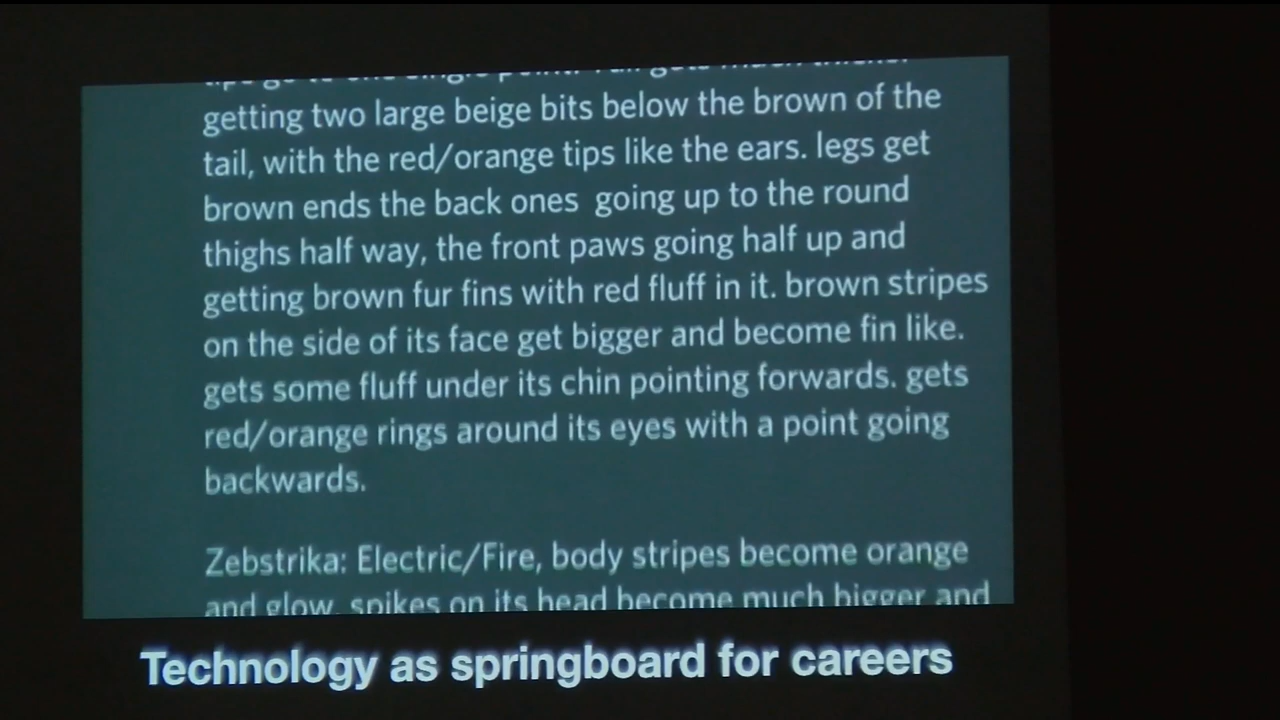 getting two large beige bits below the brown of the
tail, with the red/orange tips like the ears. legs get
brown ends the back ones going up to the round
thighs half way, the front paws going half up and
getting brown fur fins with red fluff in it. brown stripes
on the side of its face get bigger and become fin like.
gets some fluff under its chin pointing forwards. gets
red/orange rings around its eyes with a point going
backwards.
Zebstrika: Electric/Fire, body stripes become orange
and glow, spikes on its head become much bigger and
Technology as springboard for careers